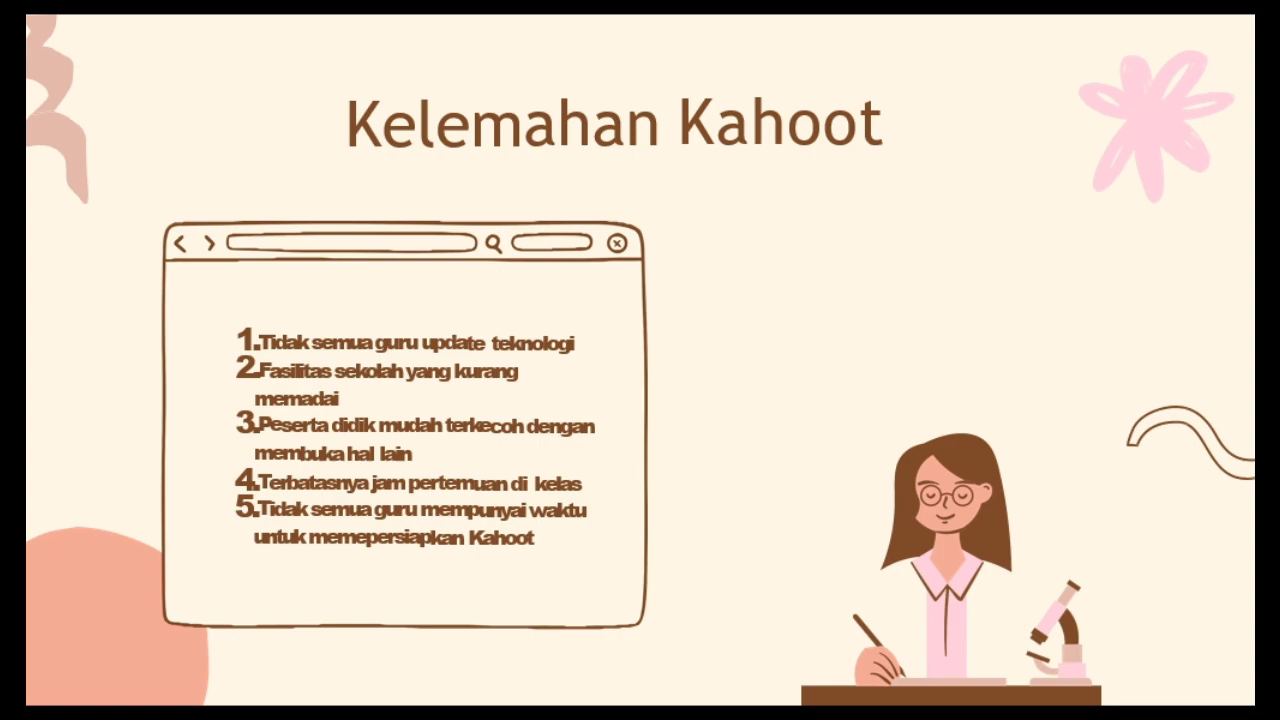 Kelemahan Kahoot
1.Tidak semua guru update teknologi
2.Fasilitas sekolah yang kurang
memadai
3.Peserta didik mudah terkecoh dengan
membuka hal lain
4.Terbatasnya jam pertemuan di kelas
5.Tidak semua guru mempunyai waktu
untuk memepersiapkan Kahoot